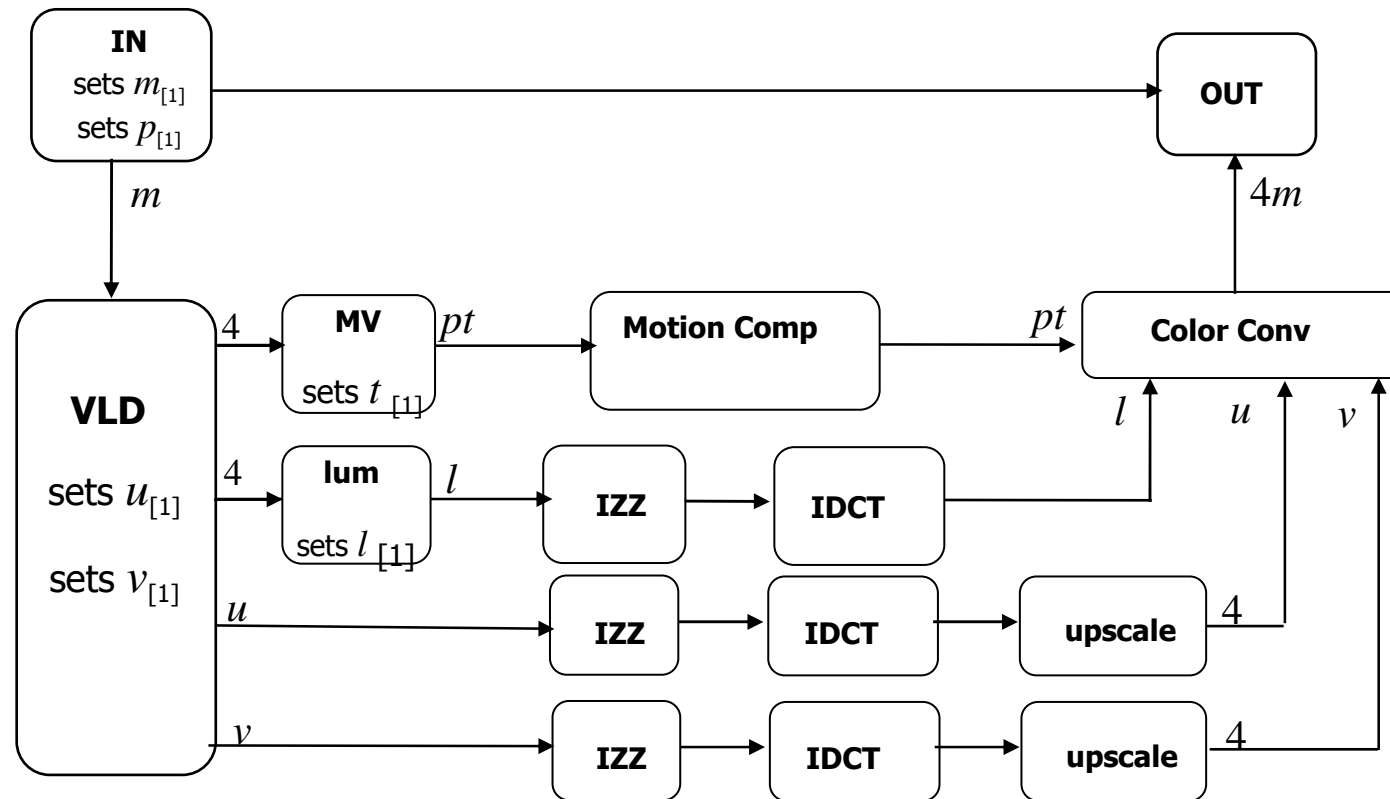 IN
sets m[1]
sets p[1]
OUT
m
4m
VLD
sets u[1]
sets v[1]
4
MV
sets t [1]
pt
Motion Comp
pt
Color Conv
l
u
v
4
lum
sets l [1]
l
IZZ
IDCT
u
IZZ
IDCT
upscale
4
v
IZZ
IDCT
upscale
4